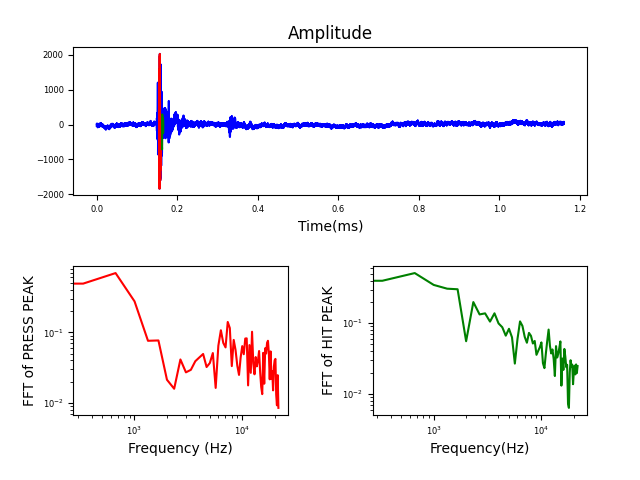 Amplitude
2000
1000
0
−1000
−2000
0.0 0.2 0.4 0.6 0.8 1.0 1.2
Time(ms)
FFT of PRESS PEAK
10⁻¹
10⁻²
10³ 10⁴
Frequency (Hz)
FFT of HIT PEAK
10⁻¹
10⁻²
10³ 10⁴
Frequency(Hz)